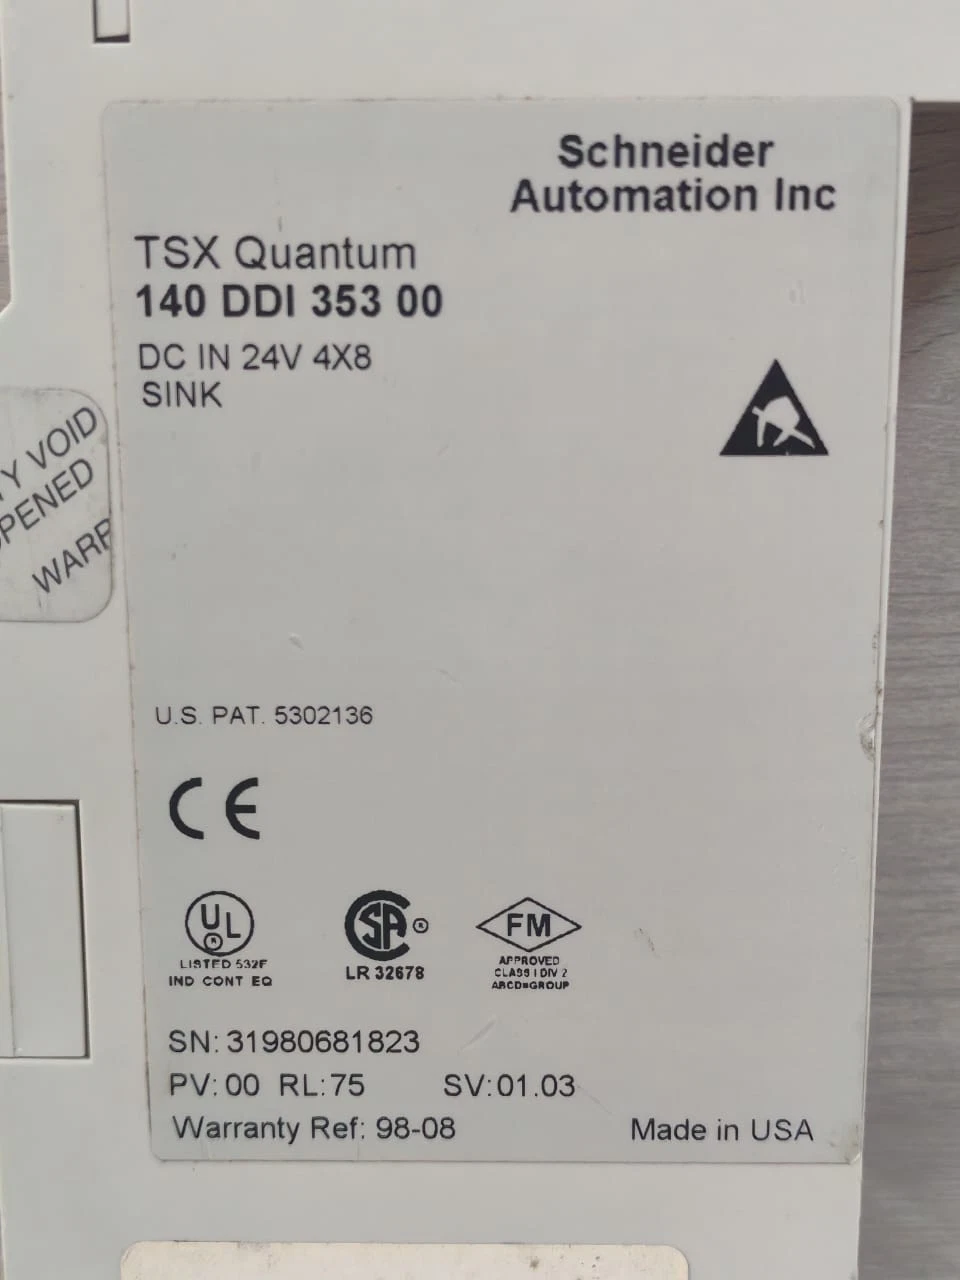 Schneider
Automation Inc
TSX Quantum
140 DDI 353 00
DC IN 24V 4X8
SINK
Y VOID
PENED
WARR
U.S. PAT. 5302136
CE
UL
LISTED 532F
IND CONT EQ
SA
LR 32678
FM
APPROVED
CLASS I DIV 2
ABCD GROUP
SN: 31980681823
PV: 00 RL: 75 SV: 01.03
Warranty Ref: 98-08
Made in USA